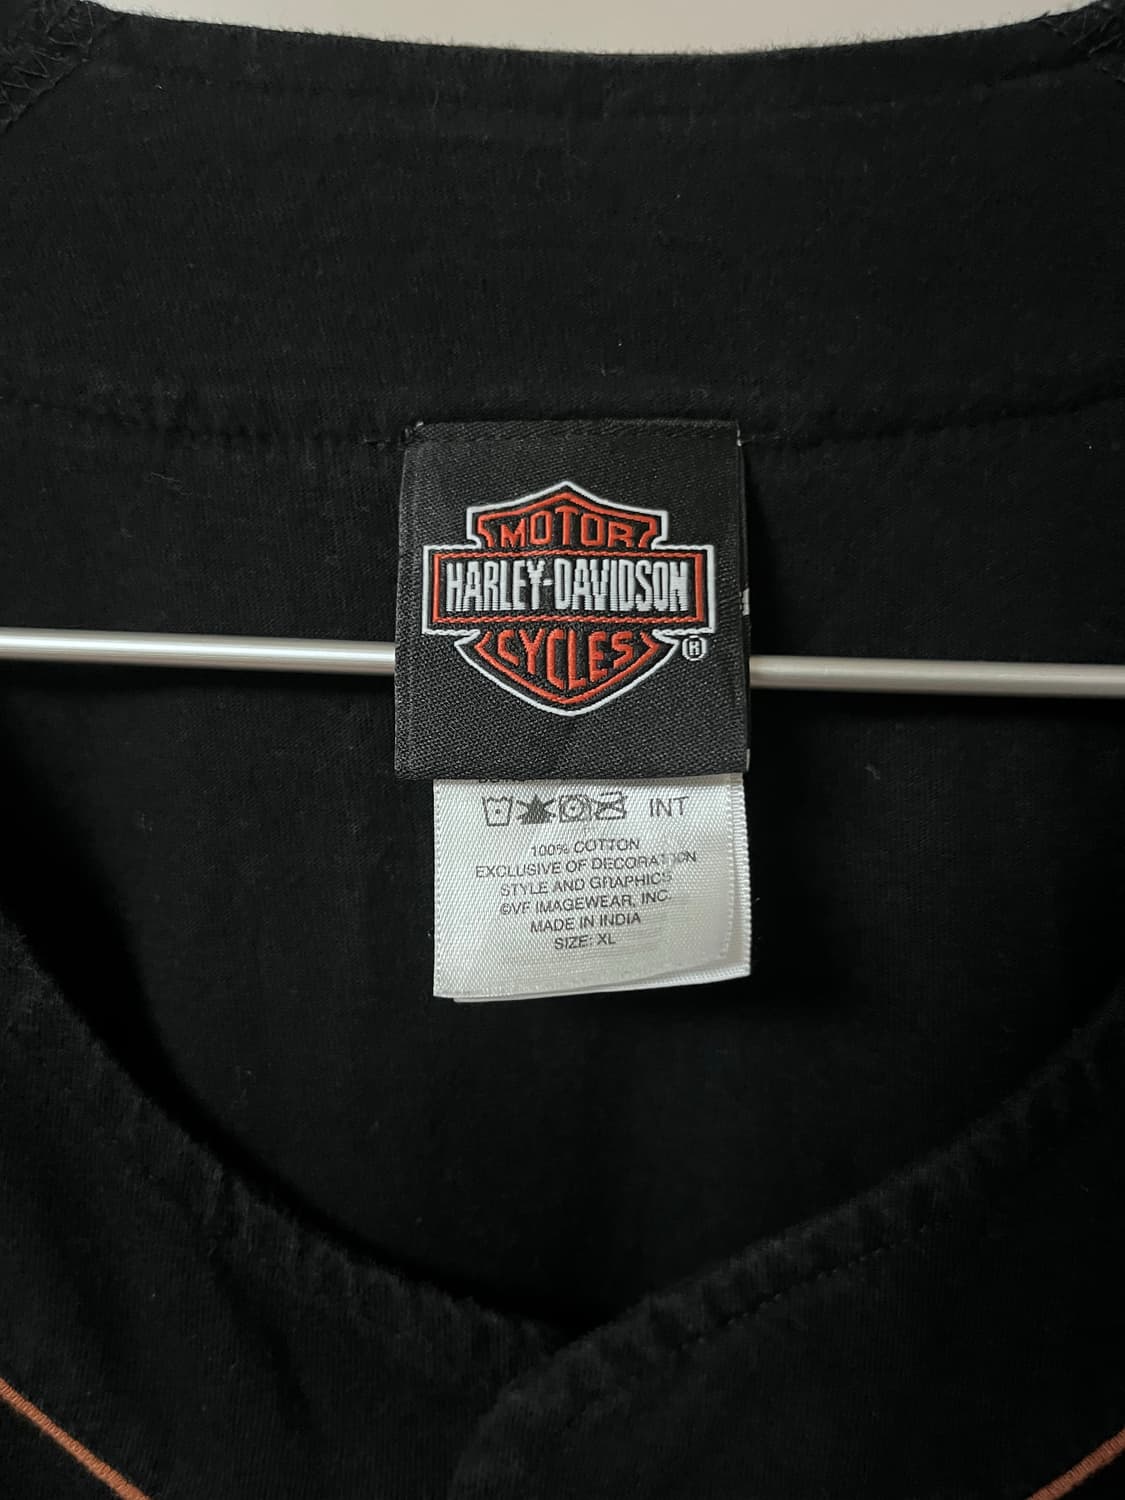 MOTOR
HARLEY-DAVIDSON
CYCLES
®
INT
100% COTTON
EXCLUSIVE OF DECORATION
STYLE AND GRAPHICS
©VF IMAGEWEAR, INC.
MADE IN INDIA
SIZE: XL